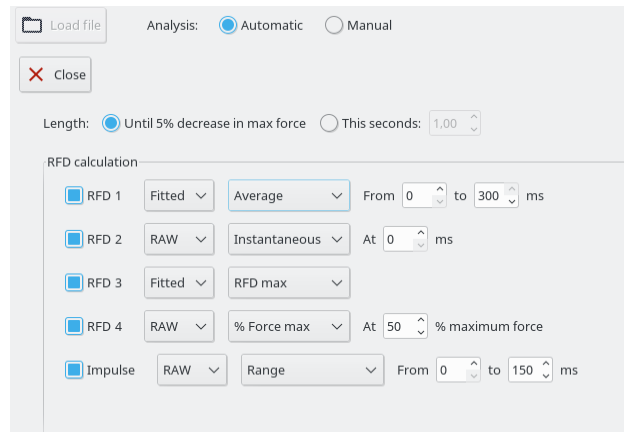 Load file Analysis: Automatic Manual
Close
Length: Until 5% decrease in max force This seconds: 1,00
RFD calculation
RFD 1 Fitted Average From 0 to 300 ms
RFD 2 RAW Instantaneous At 0 ms
RFD 3 Fitted RFD max
RFD 4 RAW % Force max At 50 % maximum force
Impulse RAW Range From 0 to 150 ms